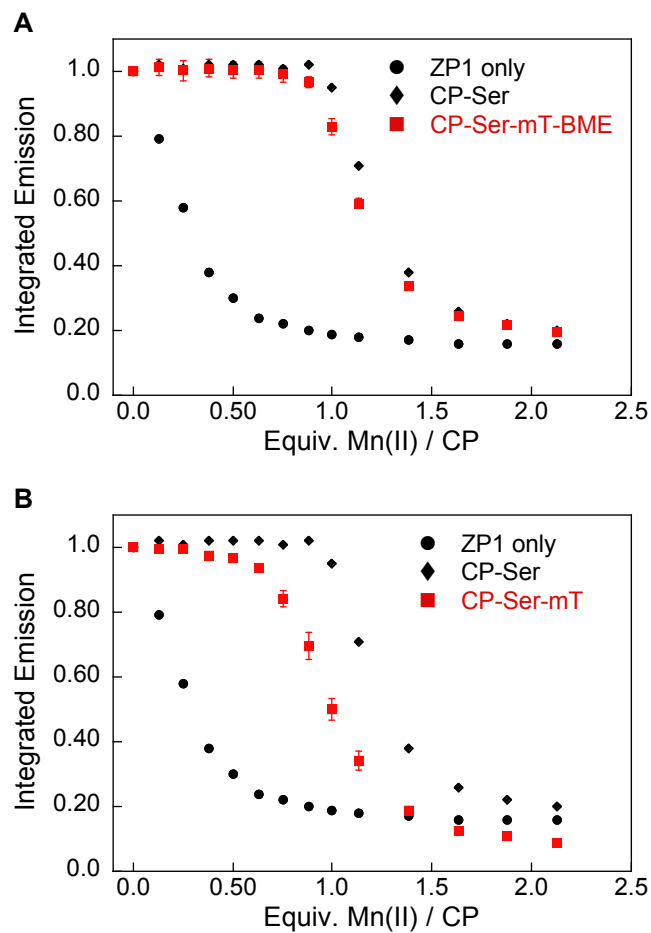 A
ZP1 only
CP-Ser
CP-Ser-mT-BME
Integrated Emission
1.0
0.80
0.60
0.40
0.20
0.0
0.0 0.50 1.0 1.5 2.0 2.5
Equiv. Mn(II) / CP
B
ZP1 only
CP-Ser
CP-Ser-mT
Integrated Emission
1.0
0.80
0.60
0.40
0.20
0.0
0.0 0.50 1.0 1.5 2.0 2.5
Equiv. Mn(II) / CP